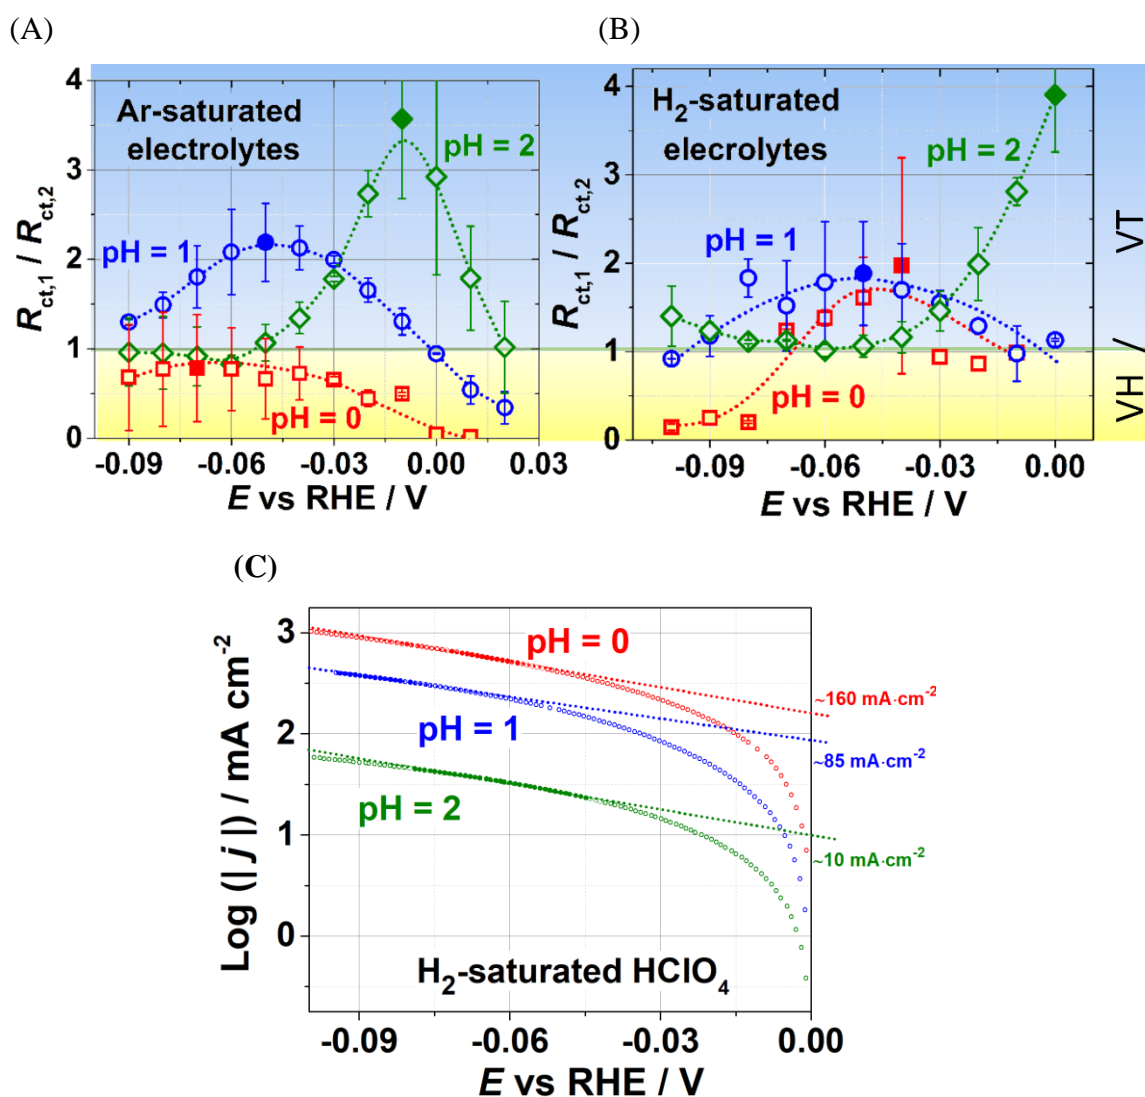 (A)
(B)
4
3
2
1
0
Ar-saturated
electrolytes
pH = 2
pH = 1
pH = 0
R_ct,1 / R_ct,2
-0.09
-0.06
-0.03
0.00
0.03
E vs RHE / V
4
3
2
1
0
H2-saturated
elecrolytes
pH = 2
pH = 1
pH = 0
R_ct,1 / R_ct,2
VH / VT
-0.09
-0.06
-0.03
0.00
E vs RHE / V
(C)
3
2
1
0
pH = 0
pH = 1
pH = 2
~160 mA·cm-2
~85 mA·cm-2
~10 mA·cm-2
H2-saturated HClO4
Log (| j |) / mA cm-2
-0.09
-0.06
-0.03
0.00
E vs RHE / V